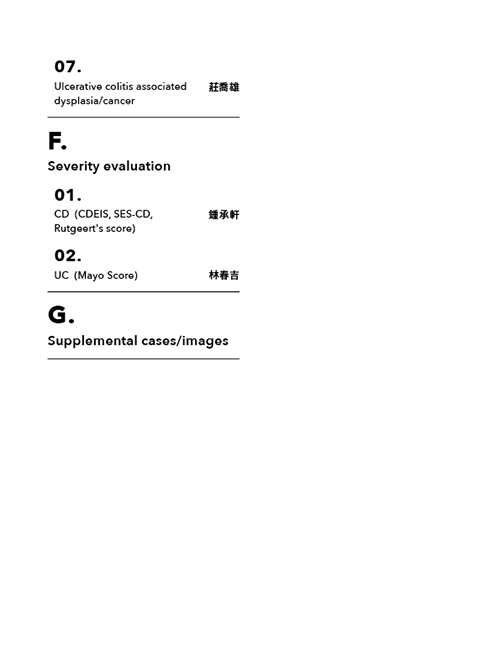 07.
Ulcerative colitis associated 莊喬雄
dysplasia/cancer
F.
Severity evaluation
01.
CD (CDEIS, SES-CD, 鍾承軒
Rutgeert's score)
02.
UC (Mayo Score) 林春吉
G.
Supplemental cases/images